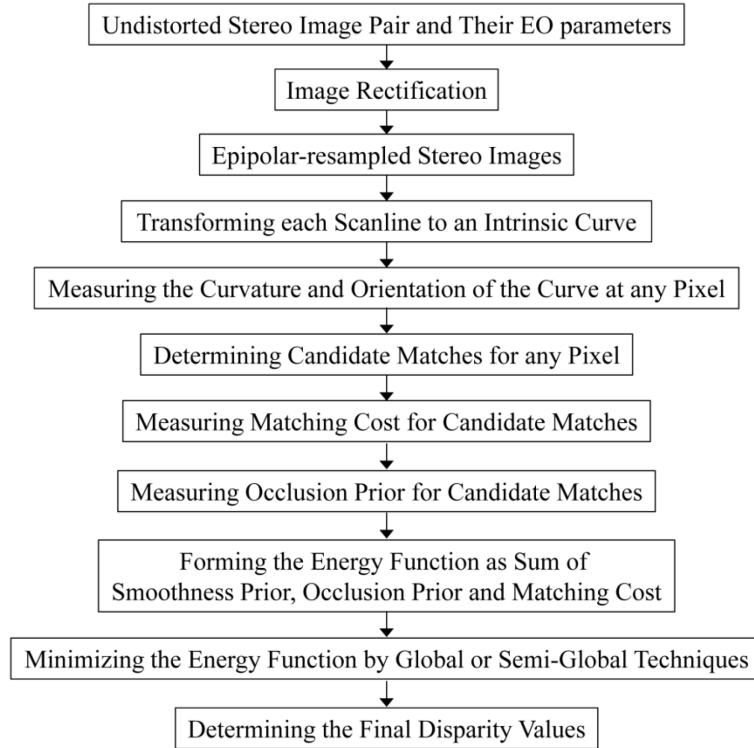 Undistorted Stereo Image Pair and Their EO parameters
Image Rectification
Epipolar-resampled Stereo Images
Transforming each Scanline to an Intrinsic Curve
Measuring the Curvature and Orientation of the Curve at any Pixel
Determining Candidate Matches for any Pixel
Measuring Matching Cost for Candidate Matches
Measuring Occlusion Prior for Candidate Matches
Forming the Energy Function as Sum of
Smoothness Prior, Occlusion Prior and Matching Cost
Minimizing the Energy Function by Global or Semi-Global Techniques
Determining the Final Disparity Values